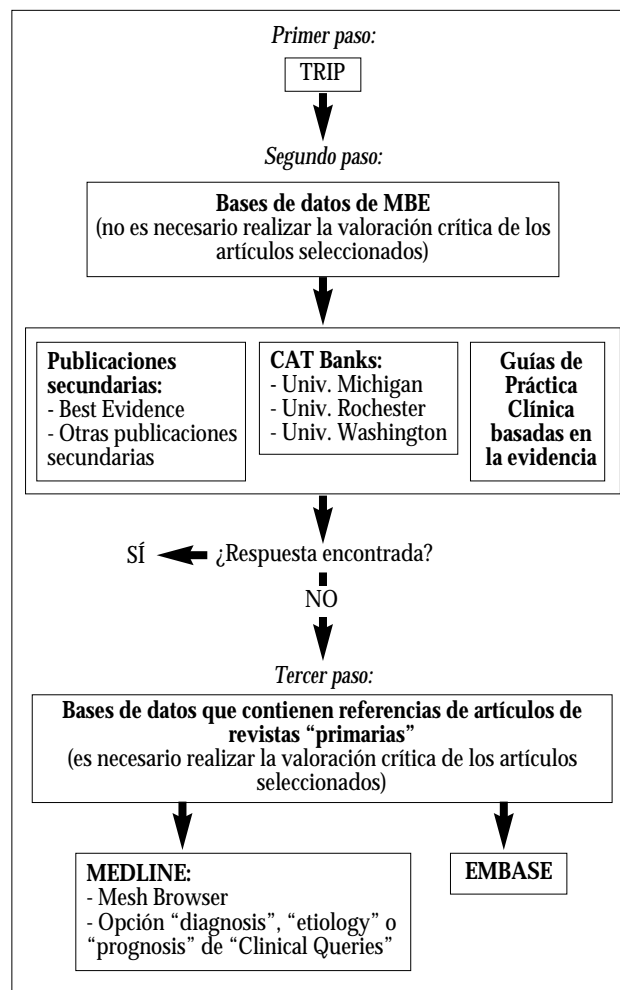 Primer paso:
TRIP
Segundo paso:
Bases de datos de MBE
(no es necesario realizar la valoración crítica de los
artículos seleccionados)
Publicaciones
secundarias:
- Best Evidence
- Otras publicaciones
secundarias
CAT Banks:
- Univ. Michigan
- Univ. Rochester
- Univ. Washington
Guías de
Práctica
Clínica
basadas en
la evidencia
SÍ
¿Respuesta encontrada?
NO
Tercer paso:
Bases de datos que contienen referencias de artículos de
revistas “primarias”
(es necesario realizar la valoración crítica de los artículos
seleccionados)
MEDLINE:
- Mesh Browser
- Opción “diagnosis”, “etiology” o
“prognosis” de “Clinical Queries”
EMBASE